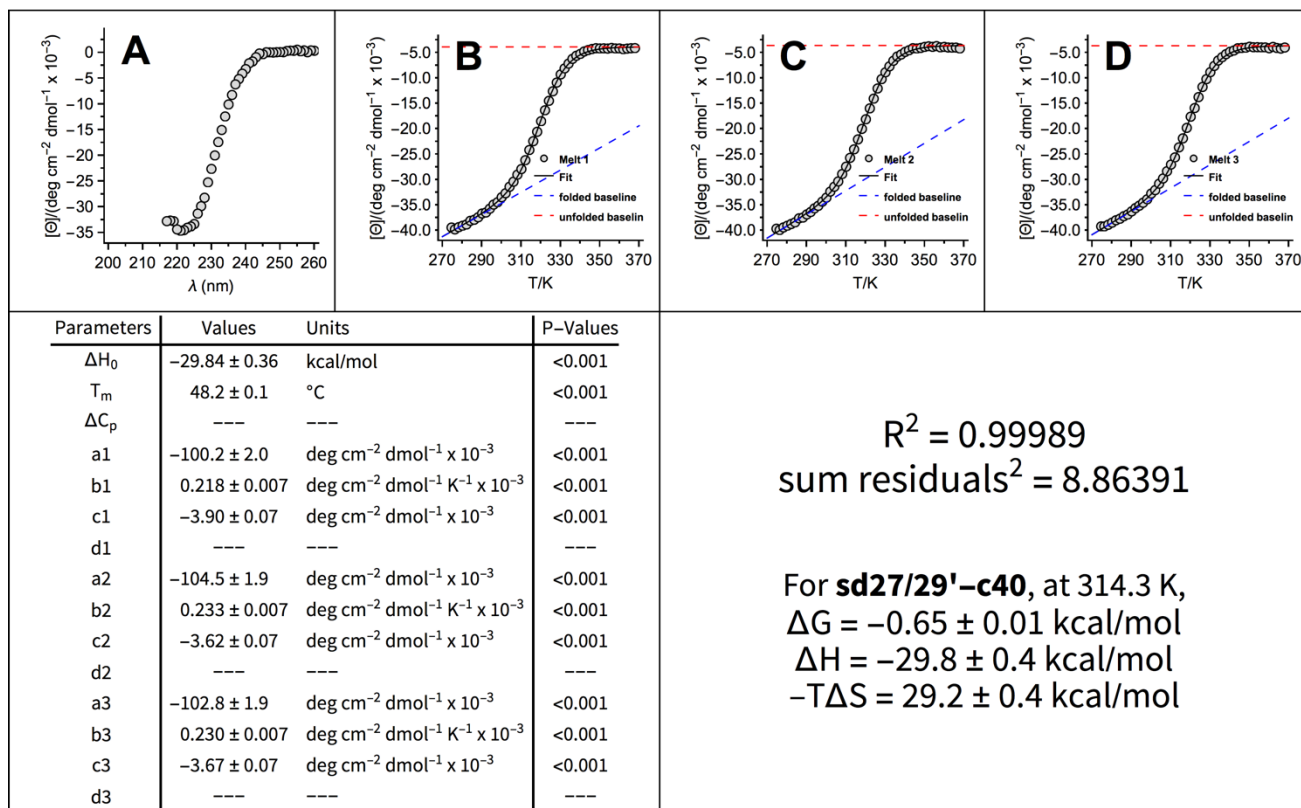 A
[Θ]/(deg cm⁻² dmol⁻¹ x 10⁻³)
0
−5
−10
−15
−20
−25
−30
−35
200 210 220 230 240 250 260
λ (nm)
B
[Θ]/(deg cm⁻² dmol⁻¹ x 10⁻³)
−5.0
−10.0
−15.0
−20.0
−25.0
−30.0
−35.0
−40.0
Melt 1
Fit
folded baseline
unfolded baselin
270 290 310 330 350 370
T/K
C
[Θ]/(deg cm⁻² dmol⁻¹ x 10⁻³)
−5.0
−10.0
−15.0
−20.0
−25.0
−30.0
−35.0
−40.0
Melt 2
Fit
folded baseline
unfolded baselin
270 290 310 330 350 370
T/K
D
[Θ]/(deg cm⁻² dmol⁻¹ x 10⁻³)
−5.0
−10.0
−15.0
−20.0
−25.0
−30.0
−35.0
−40.0
Melt 3
Fit
folded baseline
unfolded baselin
270 290 310 330 350 370
T/K
Parameters Values Units P−Values
ΔH₀ −29.84 ± 0.36 kcal/mol <0.001
Tₘ 48.2 ± 0.1 °C <0.001
ΔCₚ −−− −−− −−−
a1 −100.2 ± 2.0 deg cm⁻² dmol⁻¹ x 10⁻³ <0.001
b1 0.218 ± 0.007 deg cm⁻² dmol⁻¹ K⁻¹ x 10⁻³ <0.001
c1 −3.90 ± 0.07 deg cm⁻² dmol⁻¹ x 10⁻³ <0.001
d1 −−− −−− −−−
a2 −104.5 ± 1.9 deg cm⁻² dmol⁻¹ x 10⁻³ <0.001
b2 0.233 ± 0.007 deg cm⁻² dmol⁻¹ K⁻¹ x 10⁻³ <0.001
c2 −3.62 ± 0.07 deg cm⁻² dmol⁻¹ x 10⁻³ <0.001
d2 −−− −−− −−−
a3 −102.8 ± 1.9 deg cm⁻² dmol⁻¹ x 10⁻³ <0.001
b3 0.230 ± 0.007 deg cm⁻² dmol⁻¹ K⁻¹ x 10⁻³ <0.001
c3 −3.67 ± 0.07 deg cm⁻² dmol⁻¹ x 10⁻³ <0.001
d3 −−− −−− −−−
R² = 0.99989
sum residuals² = 8.86391
For sd27/29'−c40, at 314.3 K,
ΔG = −0.65 ± 0.01 kcal/mol
ΔH = −29.8 ± 0.4 kcal/mol
−TΔS = 29.2 ± 0.4 kcal/mol